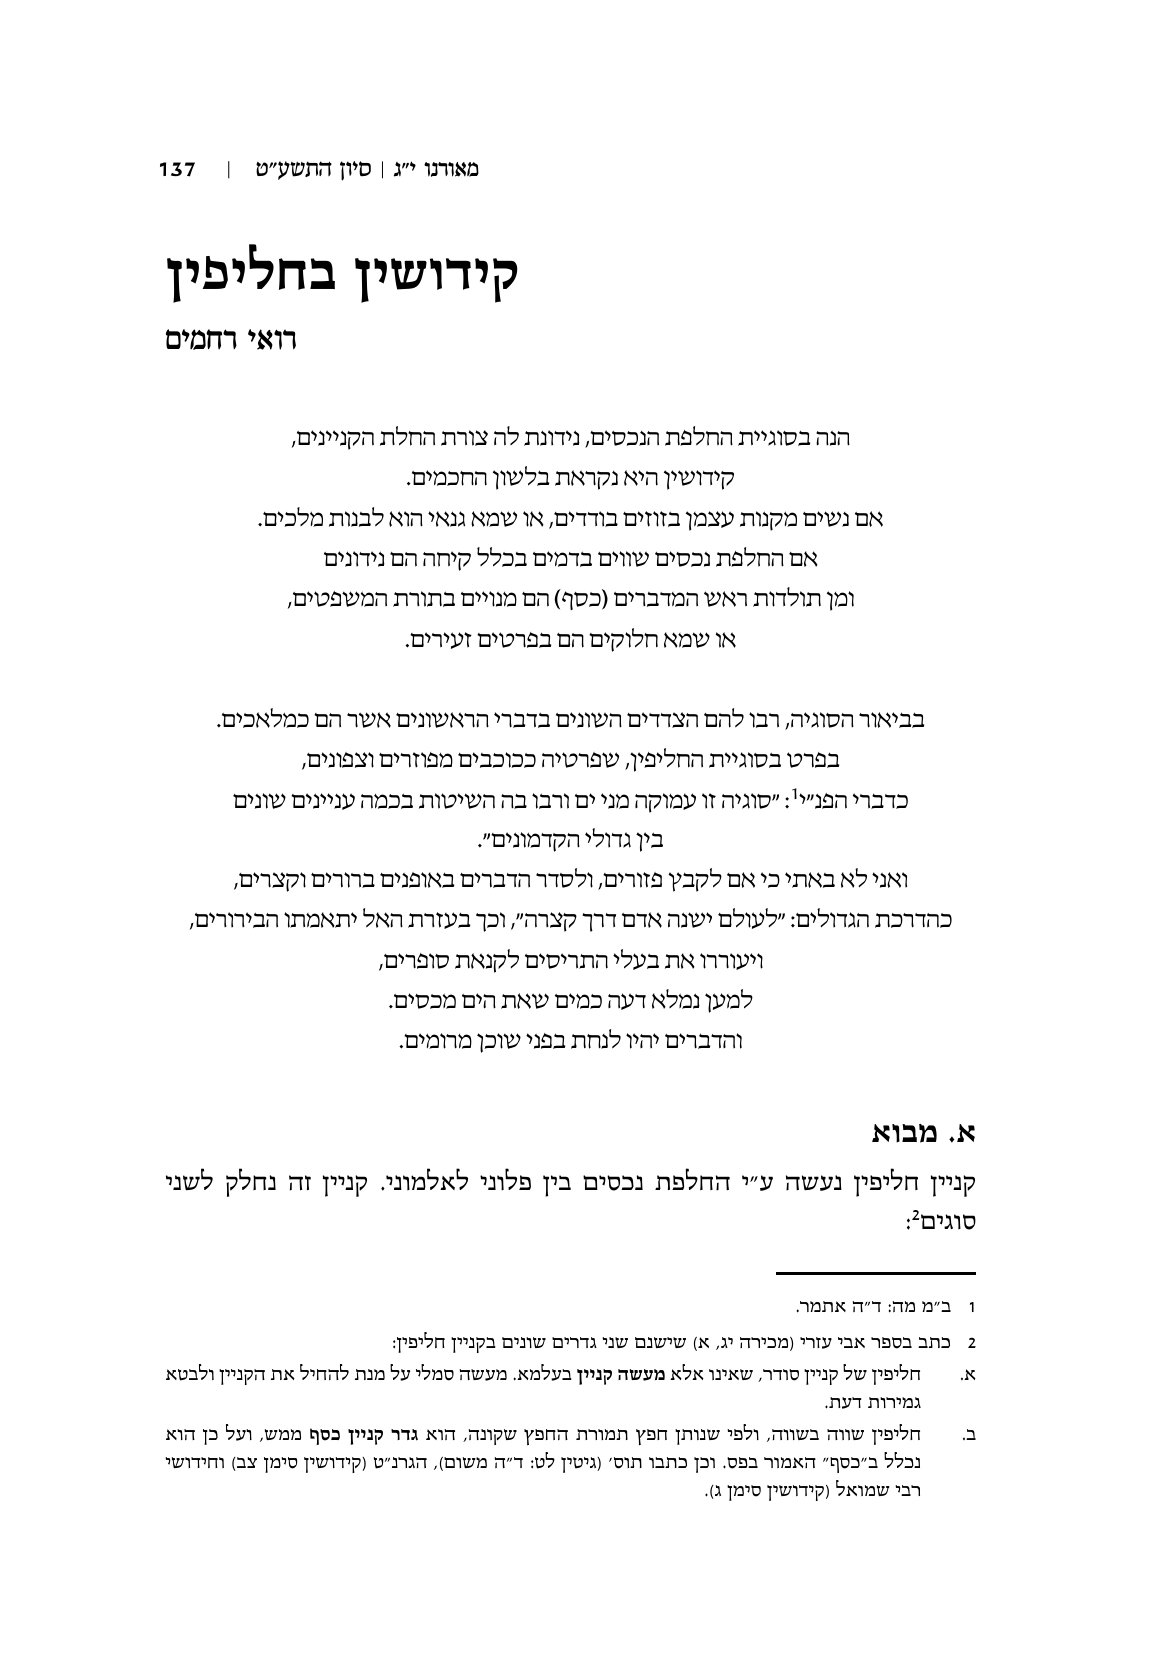 מאורנו י״ג | סיון התשע״ט | 137
קידושין בחליפין
רואי רחמים
הנה בסוגיית החלפת הנכסים, נידונת לה צורת החלת הקניינים,
קידושין היא נקראת בלשון החכמים.
אם נשים מקנות עצמן בזוזים בודדים, או שמא גנאי הוא לבנות מלכים.
אם החלפת נכסים שווים בדמים בכלל קיחה הם נידונים
ומן תולדות ראש המדברים (כסף) הם מנויים בתורת המשפטים,
או שמא חלוקים הם בפרטים זעירים.
בביאור הסוגיה, רבו להם הצדדים השונים בדברי הראשונים אשר הם כמלאכים.
בפרט בסוגיית החליפין, שפרטיה ככוכבים מפוזרים וצפונים,
כדברי הפנ״י1: ״סוגיה זו עמוקה מני ים ורבו בה השיטות בכמה עניינים שונים
בין גדולי הקדמונים״.
ואני לא באתי כי אם לקבץ פזורים, ולסדר הדברים באופנים ברורים וקצרים,
כהדרכת הגדולים: ״לעולם ישנה אדם דרך קצרה״, וכך בעזרת האל יתאמתו הבירורים,
ויעוררו את בעלי התריסים לקנאת סופרים,
למען נמלא דעה כמים שאת הים מכסים.
והדברים יהיו לנחת בפני שוכן מרומים.
א. מבוא
קניין חליפין נעשה ע״י החלפת נכסים בין פלוני לאלמוני. קניין זה נחלק לשני
סוגים2:
1 ב״מ מה: ד״ה אתמר.
2 כתב בספר אבי עזרי (מכירה יג, א) שישנם שני גדרים שונים בקניין חליפין:
א. חליפין של קניין סודר, שאינו אלא מעשה קניין בעלמא. מעשה סמלי על מנת להחיל את הקניין ולבטא
גמירות דעת.
ב. חליפין שווה בשווה, ולפי שנותן חפץ תמורת החפץ שקונה, הוא גדר קניין כסף ממש, ועל כן הוא
נכלל ב״כסף״ האמור בפס. וכן כתבו תוס׳ (גיטין לט: ד״ה משום), הגרנ״ט (קידושין סימן צב) וחידושי
רבי שמואל (קידושין סימן ג).